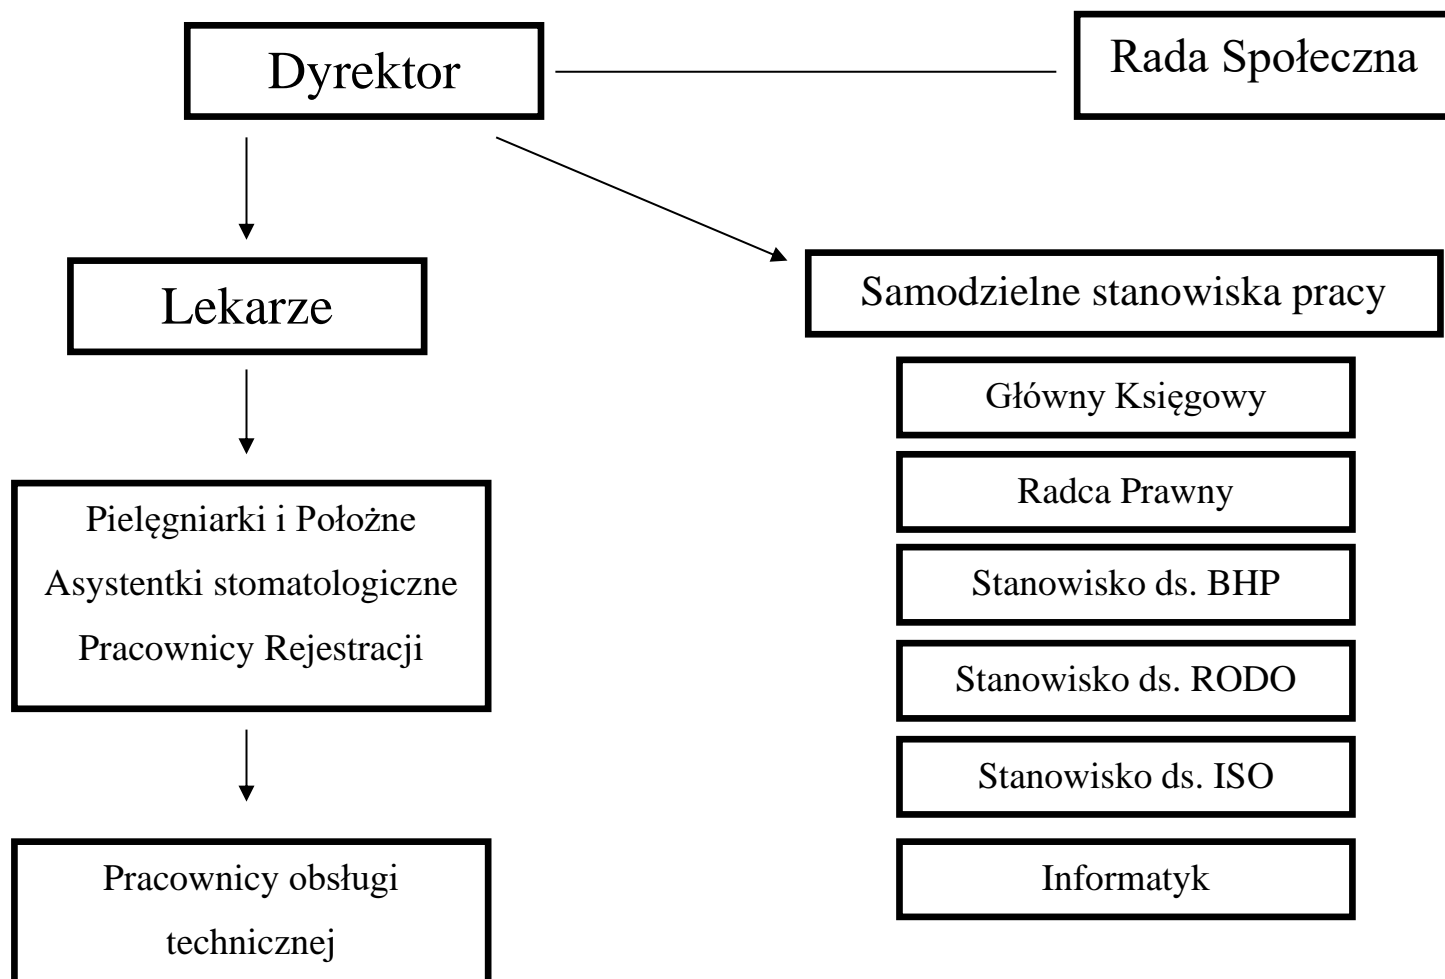 Dyrektor
Rada Społeczna
Lekarze
Samodzielne stanowiska pracy
Główny Księgowy
Radca Prawny
Pielęgniarki i Położne
Asystentki stomatologiczne
Pracownicy Rejestracji
Stanowisko ds. BHP
Stanowisko ds. RODO
Stanowisko ds. ISO
Pracownicy obsługi
technicznej
Informatyk